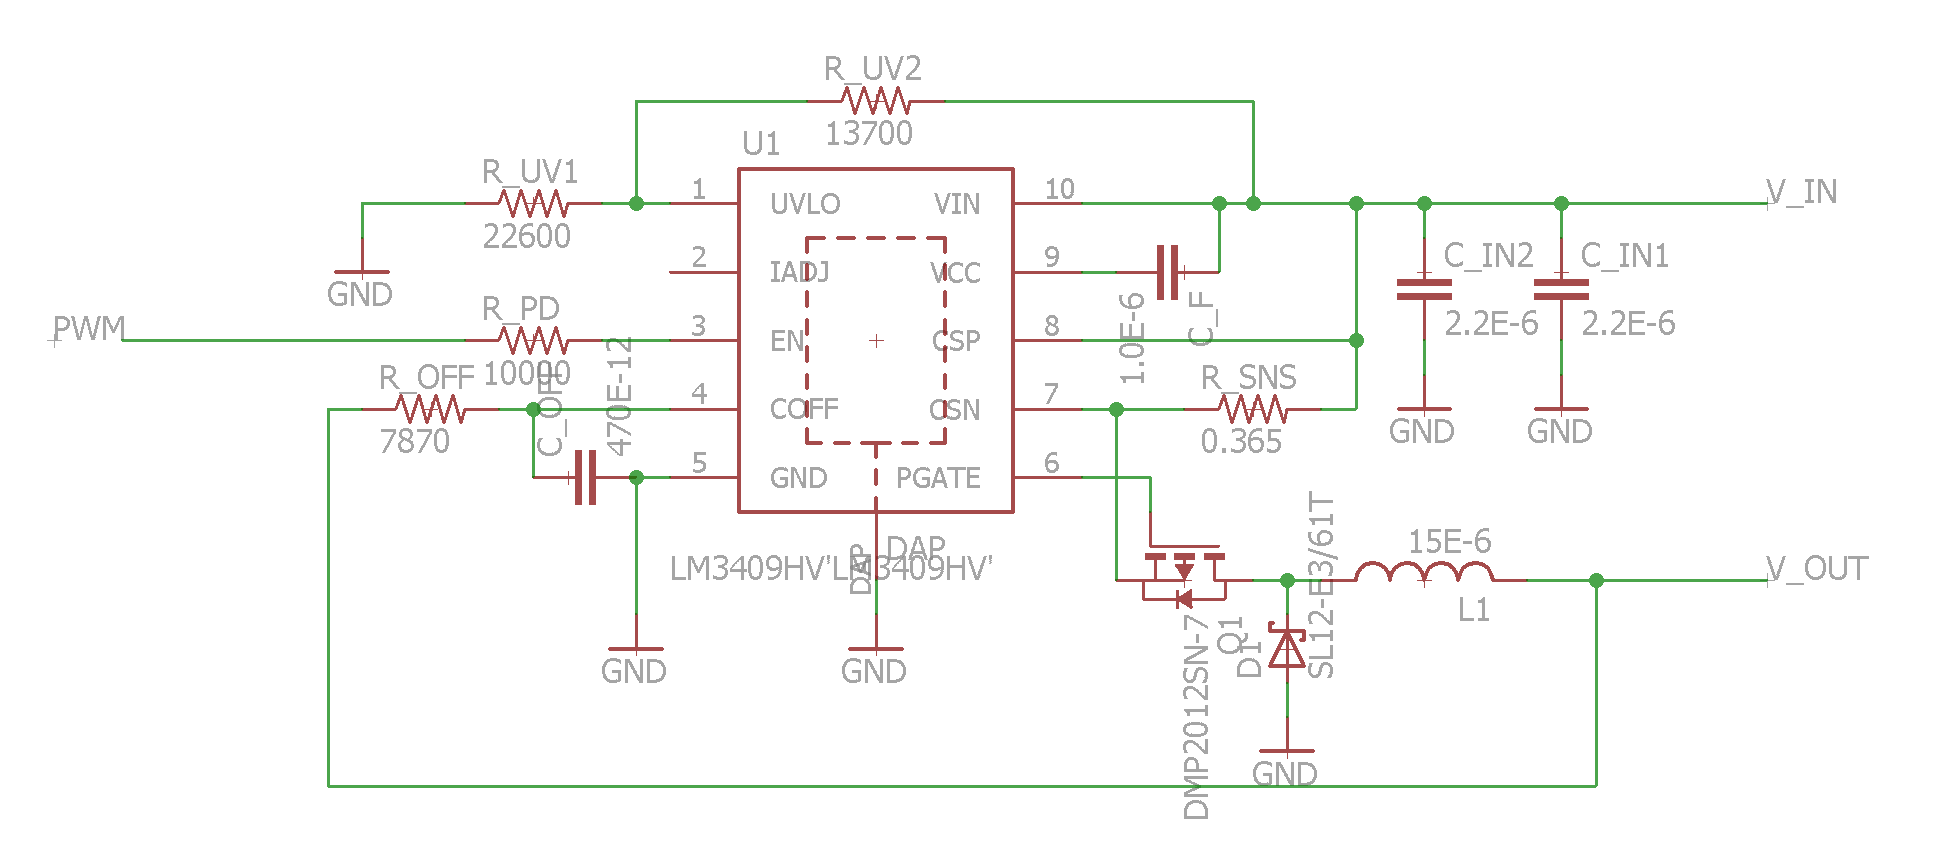 R_UV2
13700
U1
R_UV1
22600
1
UVLO
VIN
10
V_IN
GND
2
IADJ
VCC
9
C_IN2
2.2E-6
C_IN1
2.2E-6
1.0E-6
C_F
PWM
R_PD
10000
3
EN
CSP
8
R_OFF
7870
C_OFF
470E-12
4
COFF
CSN
7
R_SNS
0.365
GND
GND
5
GND
PGATE
6
LM3409HV'LM3409HV'
DAP
DAP
GND
GND
DMP2012SN-7
Q1
D1
SL12-E3/61T
15E-6
L1
V_OUT
GND